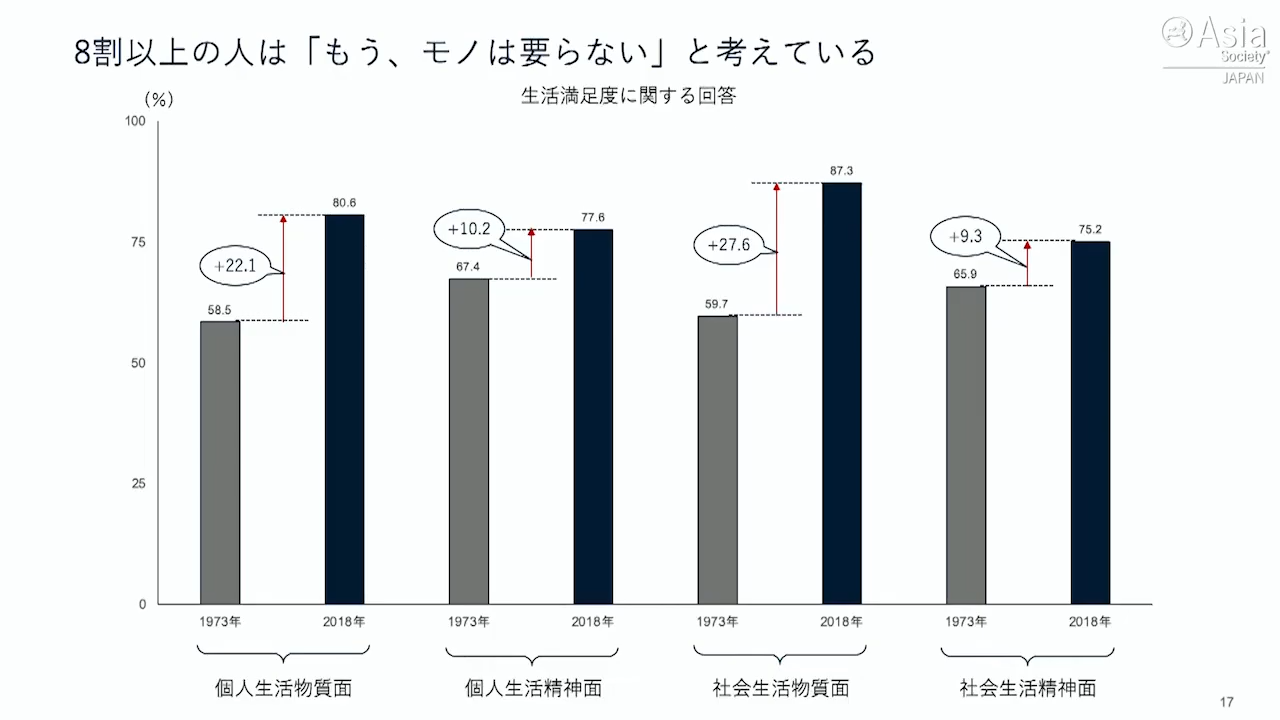 8割以上の人は「もう、モノは要らない」と考えている
Asia
Society
JAPAN
(%)
生活満足度に関する回答
100
75
50
25
0
58.5
+22.1
80.6
67.4
+10.2
77.6
59.7
+27.6
87.3
65.9
+9.3
75.2
1973年 2018年 1973年 2018年 1973年 2018年 1973年 2018年
個人生活物質面 個人生活精神面 社会生活物質面 社会生活精神面
17